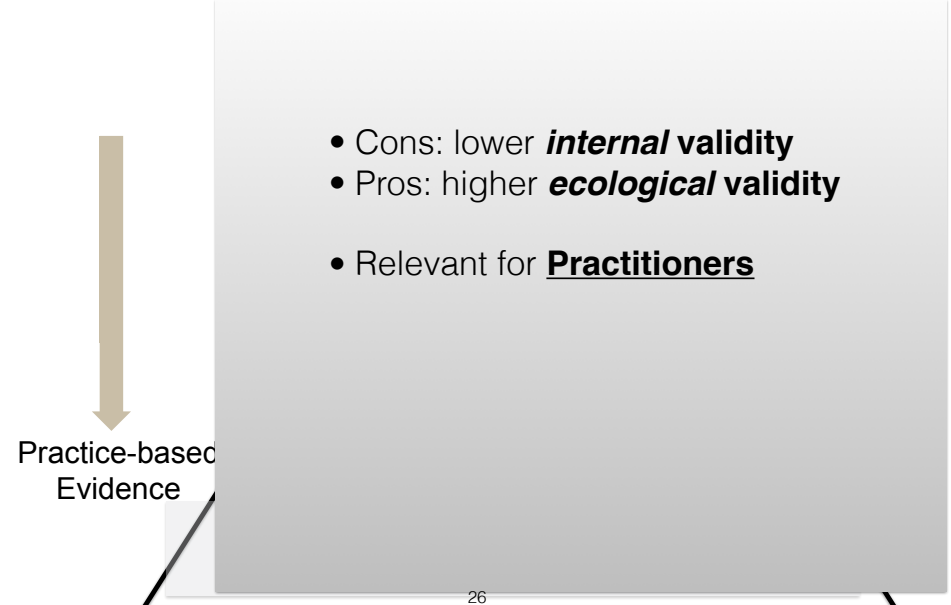 • Cons: lower internal validity
• Pros: higher ecological validity
• Relevant for Practitioners
Practice-based
Evidence
26